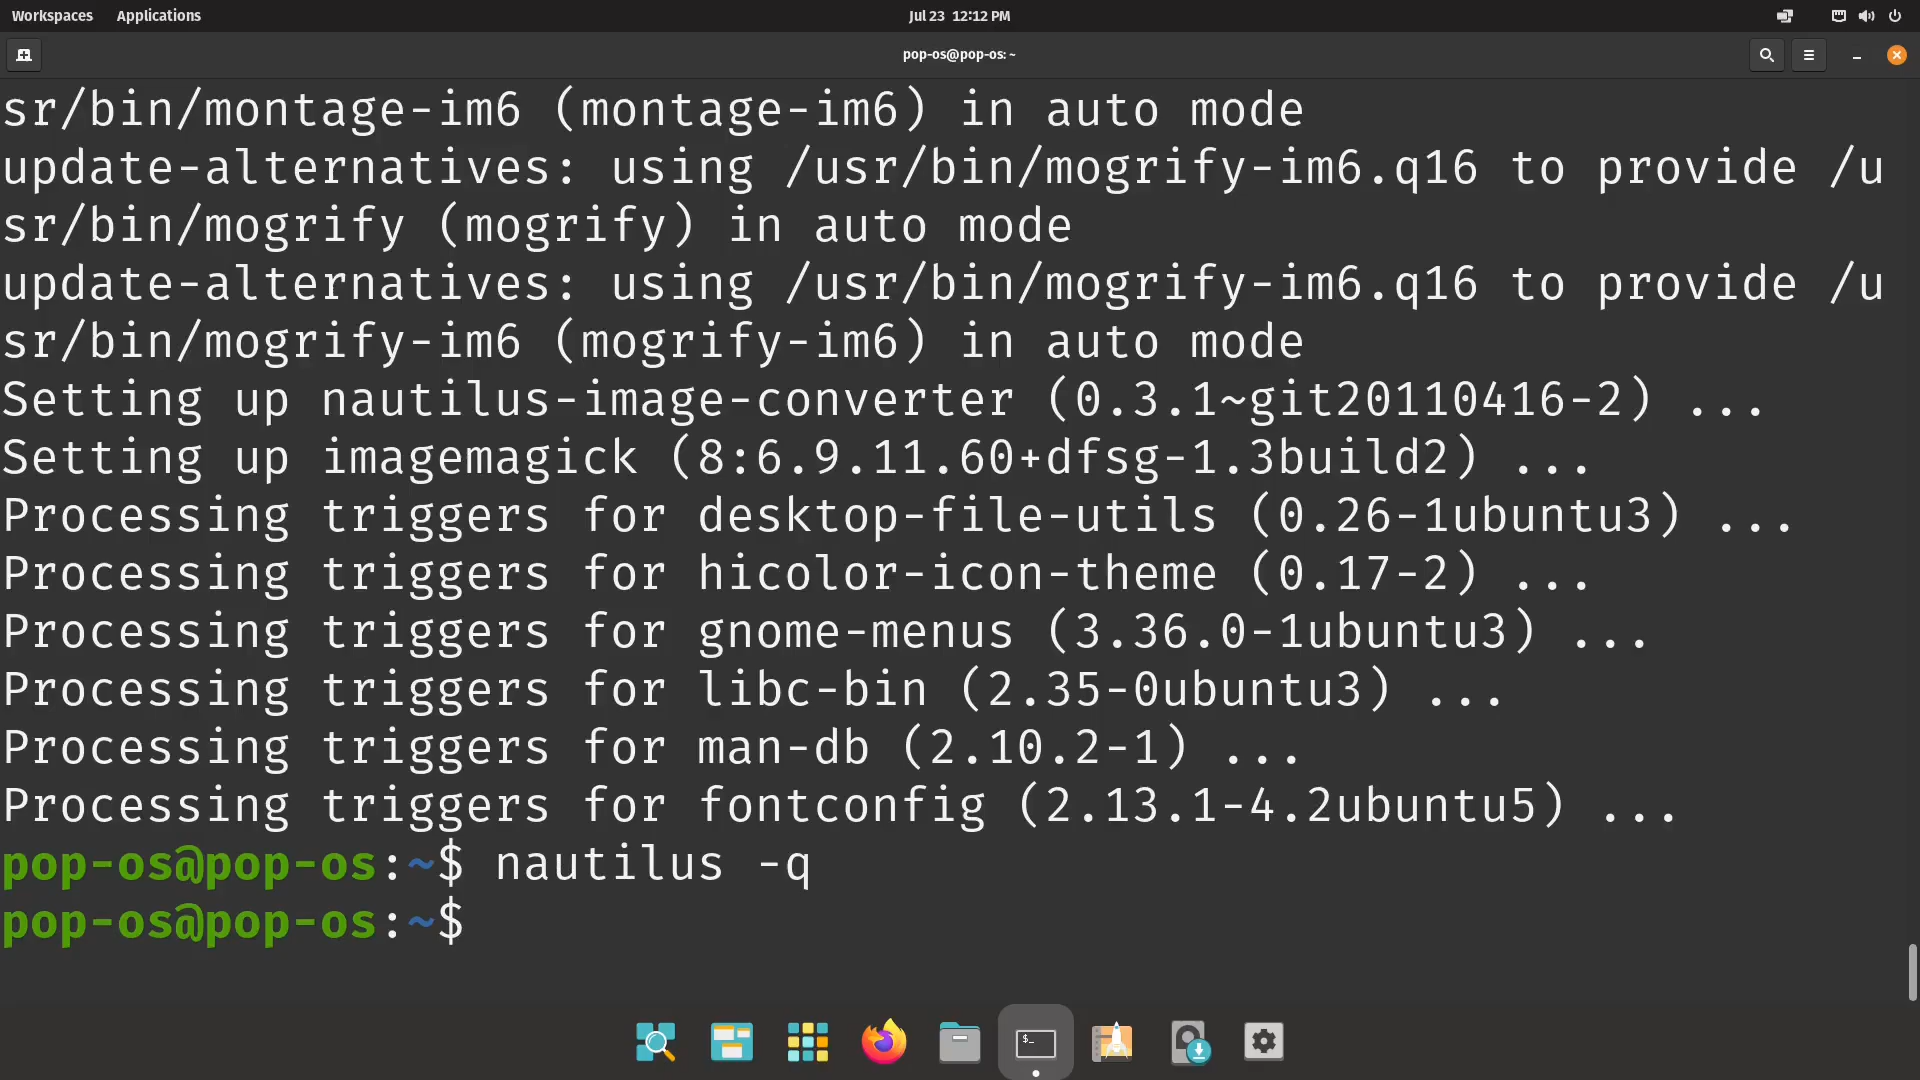 Workspaces Applications Jul 23 12:12 PM
pop-os@pop-os: ~
sr/bin/montage-im6 (montage-im6) in auto mode
update-alternatives: using /usr/bin/mogrify-im6.q16 to provide /u
sr/bin/mogrify (mogrify) in auto mode
update-alternatives: using /usr/bin/mogrify-im6.q16 to provide /u
sr/bin/mogrify-im6 (mogrify-im6) in auto mode
Setting up nautilus-image-converter (0.3.1~git20110416-2) ...
Setting up imagemagick (8:6.9.11.60+dfsg-1.3build2) ...
Processing triggers for desktop-file-utils (0.26-1ubuntu3) ...
Processing triggers for hicolor-icon-theme (0.17-2) ...
Processing triggers for gnome-menus (3.36.0-1ubuntu3) ...
Processing triggers for libc-bin (2.35-0ubuntu3) ...
Processing triggers for man-db (2.10.2-1) ...
Processing triggers for fontconfig (2.13.1-4.2ubuntu5) ...
pop-os@pop-os:~$ nautilus -q
pop-os@pop-os:~$
$_